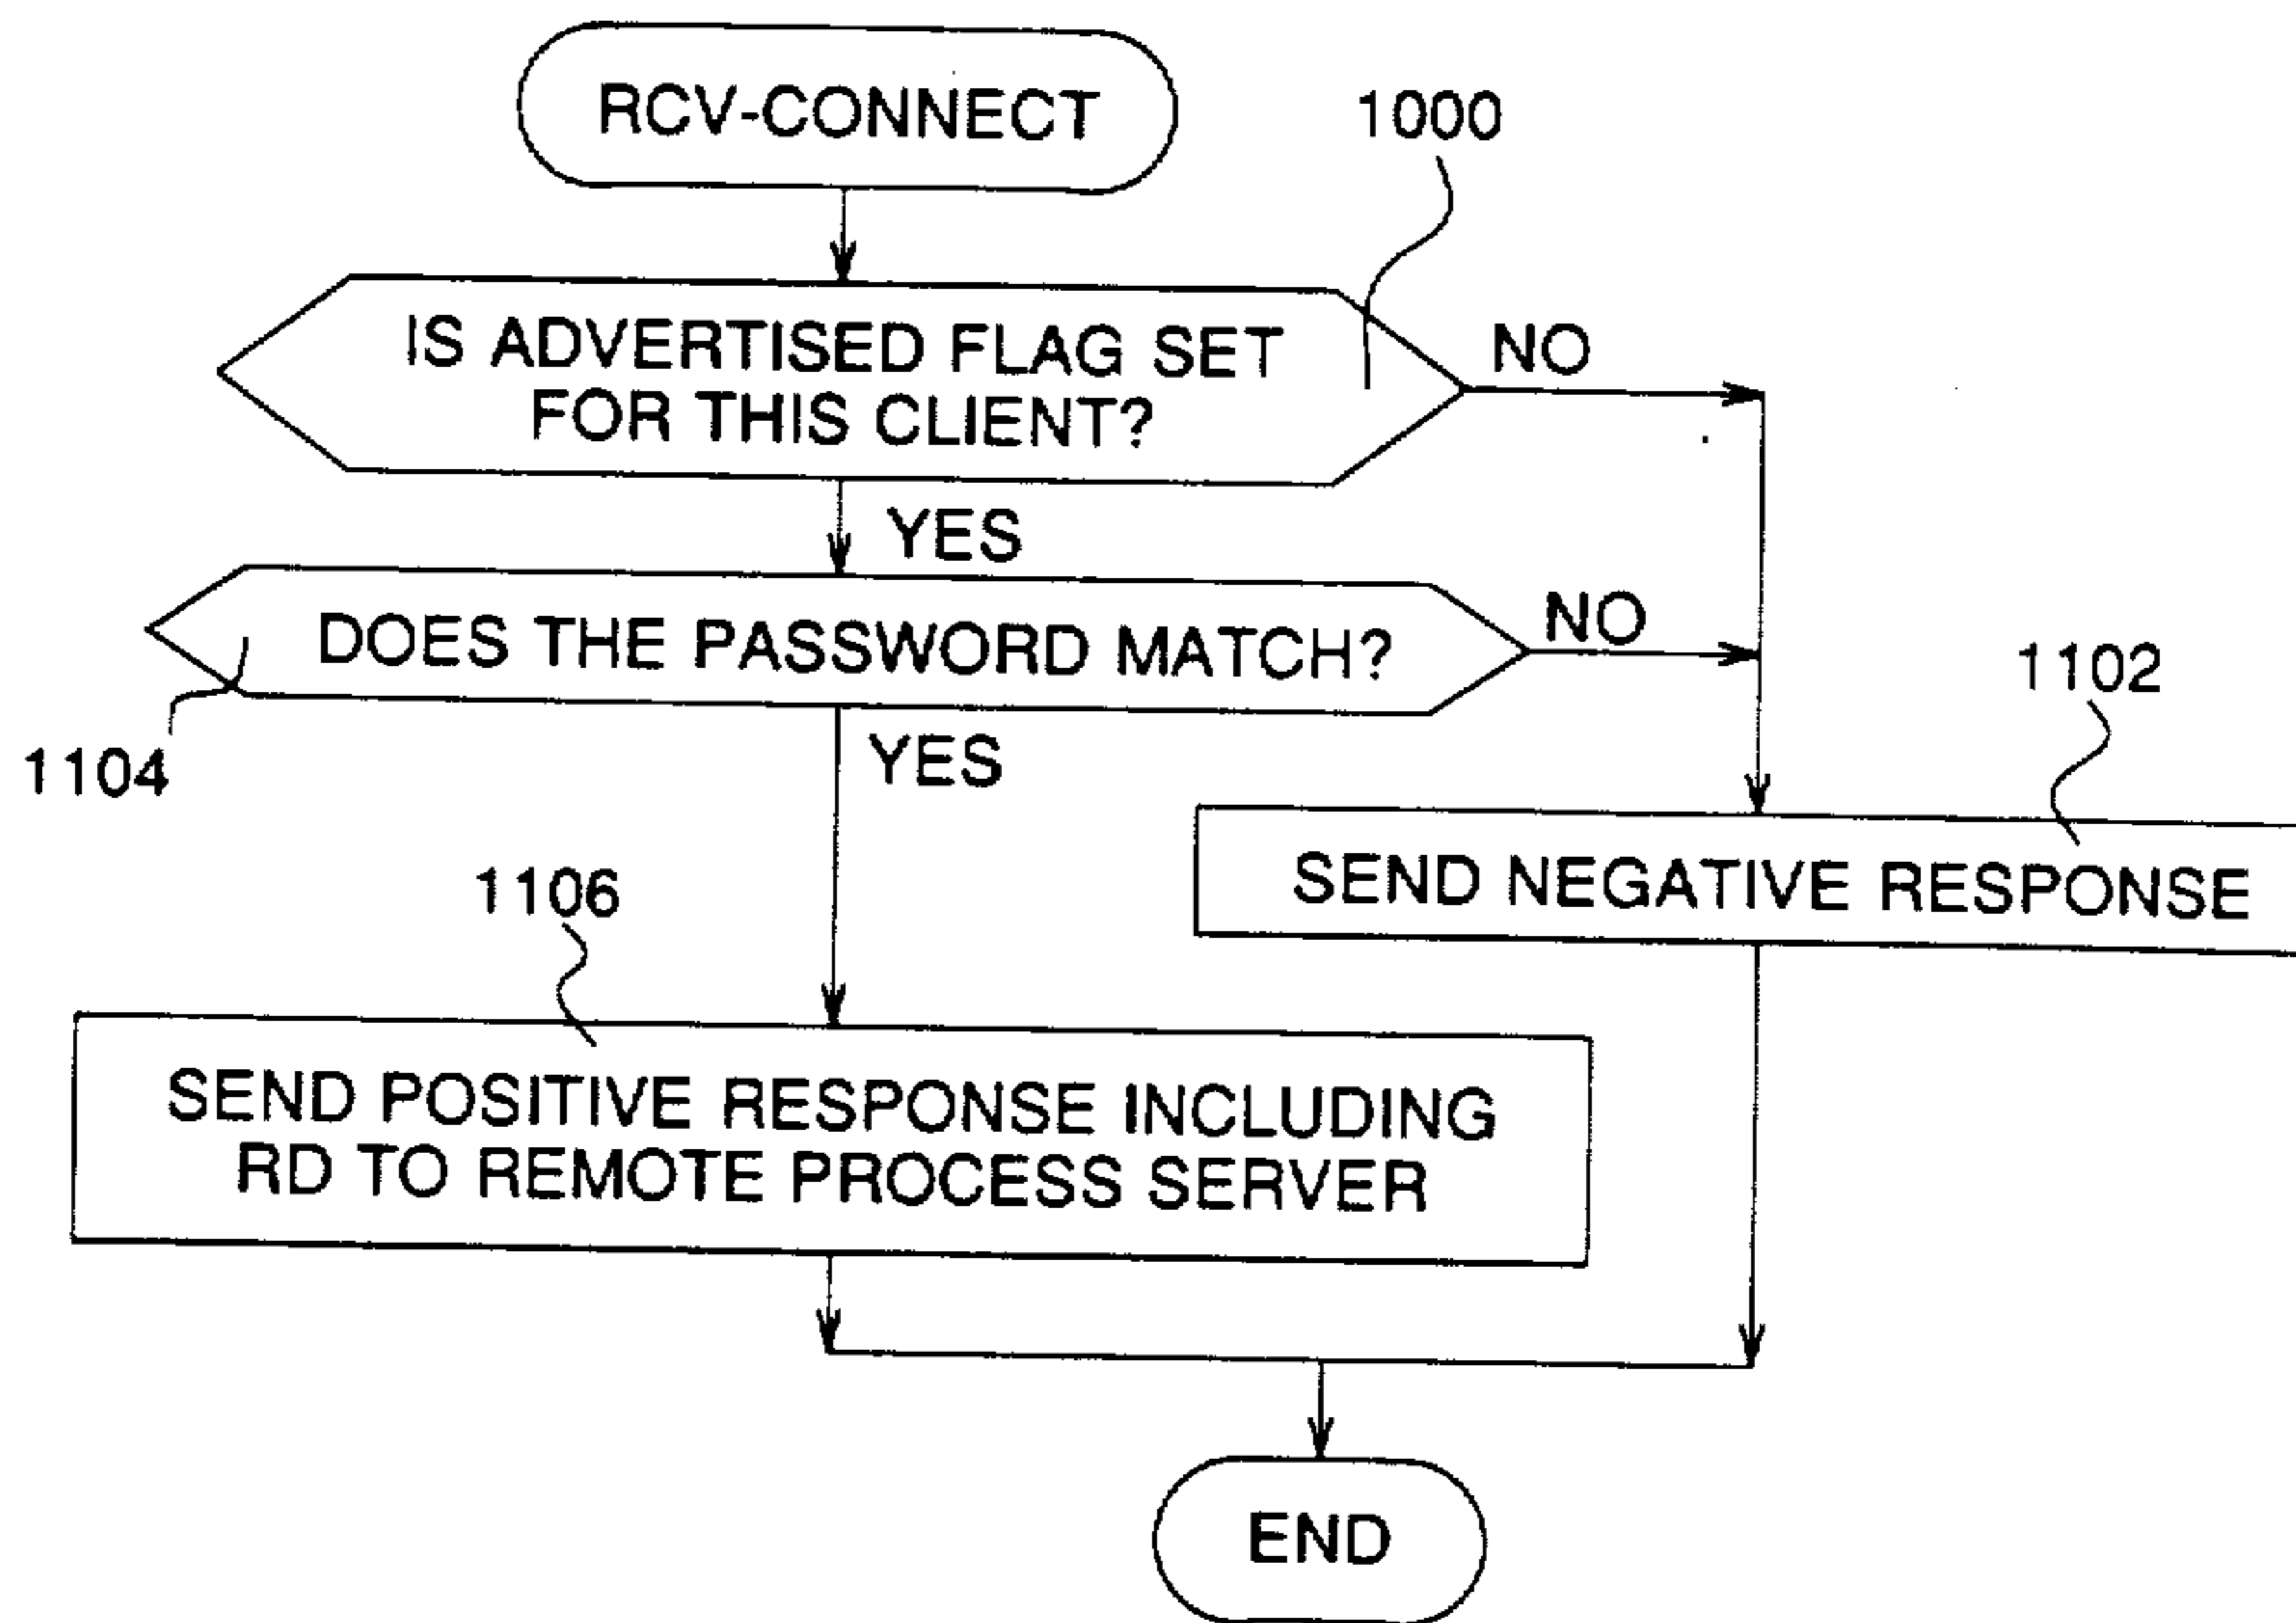 RCV-CONNECT
1000
IS ADVERTISED FLAG SET
FOR THIS CLIENT?
NO
YES
DOES THE PASSWORD MATCH?
NO
1104
YES
1102
SEND NEGATIVE RESPONSE
1106
SEND POSITIVE RESPONSE INCLUDING
RD TO REMOTE PROCESS SERVER
END